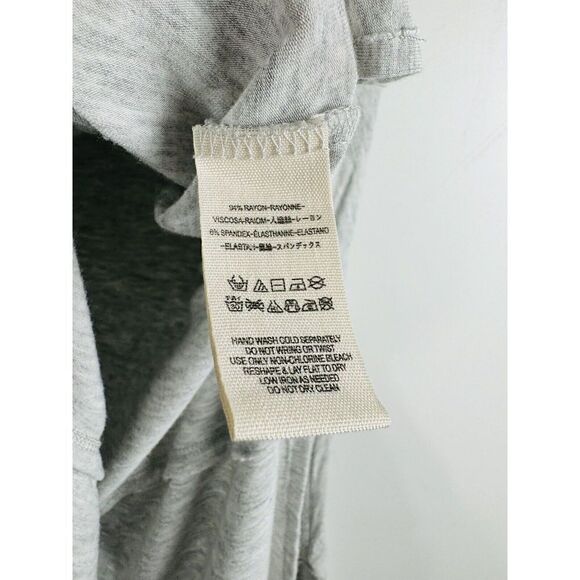 94% RAYON-RAYONNE-
VISCOSA-RAIOM-人造絲-レーヨン
6% SPANDEX-ÉLASTHANNE-ELASTANO
-ELASTAN-スパンデックス
HAND WASH COLD SEPARATELY
DO NOT WRING OR TWIST
USE ONLY NON-CHLORINE BLEACH
RESHAPE & LAY FLAT TO DRY
LOW IRON AS NEEDED
DO NOT DRY CLEAN